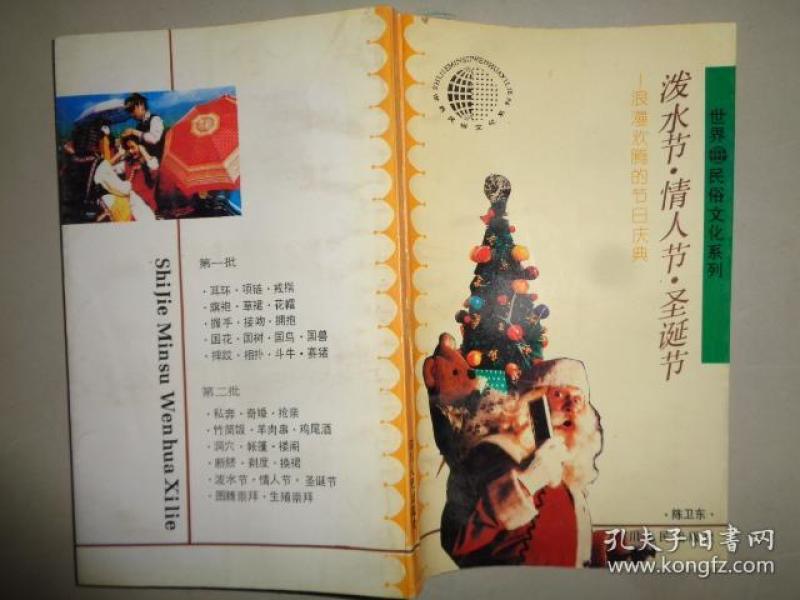 世界民俗文化系列
泼水节·情人节·圣诞节
—浪漫欢腾的节日庆典
·陈卫东·
Shijie Minsu Wenhua Xilie
第一批
·耳环·项链·戒指
·旗袍·草裙·花帽
·握手·接吻·拥抱
·国花·国树·国鸟·国兽
·摔跤·相扑·斗牛·赛猪
第二批
·私奔·奇婚·抢亲
·竹筒饭·羊肉串·鸡尾酒
·洞穴·帐篷·楼阁
·断脐·剃度·换裙
·泼水节·情人节·圣诞节
·图腾崇拜·生殖崇拜
孔夫子旧书网
www.kongfz.com